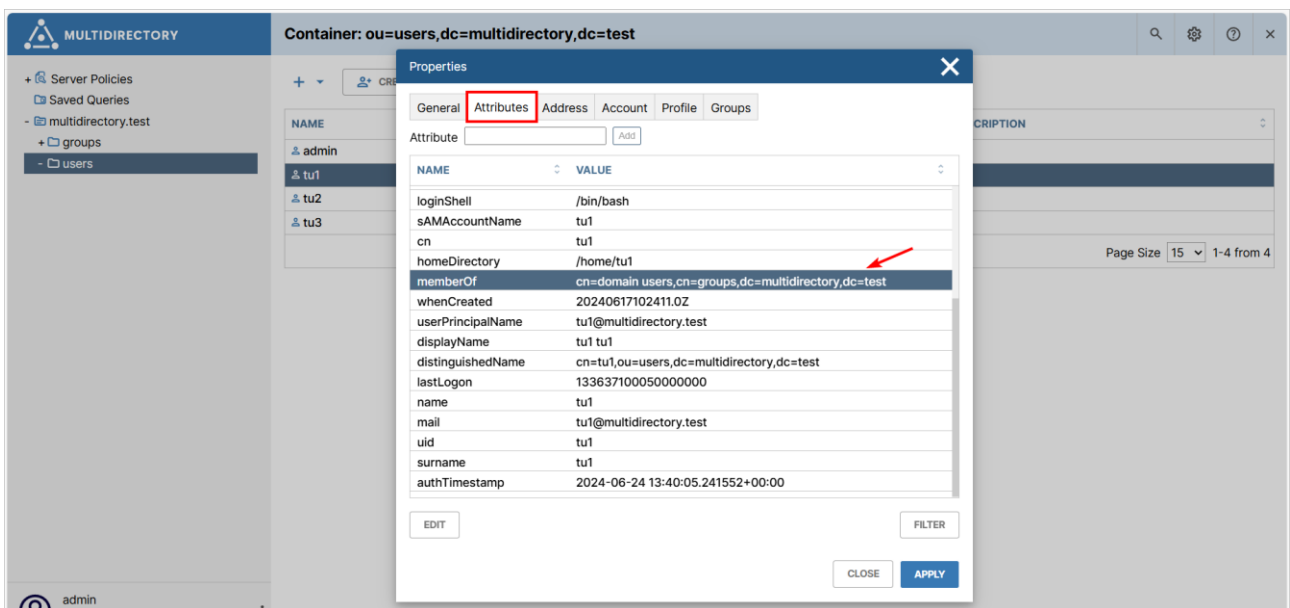 MULTIDIRECTORY
Container: ou=users,dc=multidirectory,dc=test
+ Server Policies
Saved Queries
- multidirectory.test
+ groups
- users
+ CRE
NAME
CRIPTION
admin
tu1
tu2
tu3
Page Size 15 1-4 from 4
Properties
General Attributes Address Account Profile Groups
Attribute Add
NAME VALUE
loginShell /bin/bash
sAMAccountName tu1
cn tu1
homeDirectory /home/tu1
memberOf cn=domain users,cn=groups,dc=multidirectory,dc=test
whenCreated 20240617102411.0Z
userPrincipalName tu1@multidirectory.test
displayName tu1 tu1
distinguishedName cn=tu1,ou=users,dc=multidirectory,dc=test
lastLogon 133637100050000000
name tu1
mail tu1@multidirectory.test
uid tu1
surname tu1
authTimestamp 2024-06-24 13:40:05.241552+00:00
EDIT FILTER
CLOSE APPLY
admin